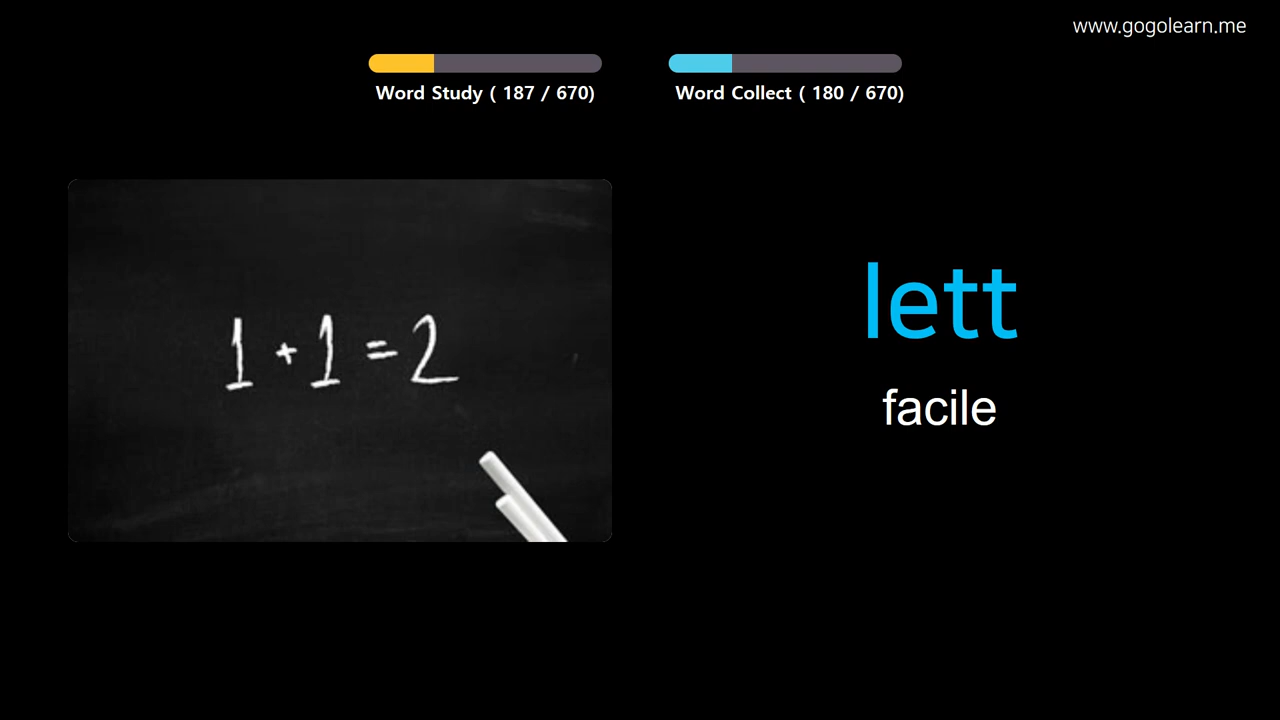 www.gogolearn.me
Word Study ( 187 / 670)
Word Collect ( 180 / 670)
1 + 1 = 2
lett
facile